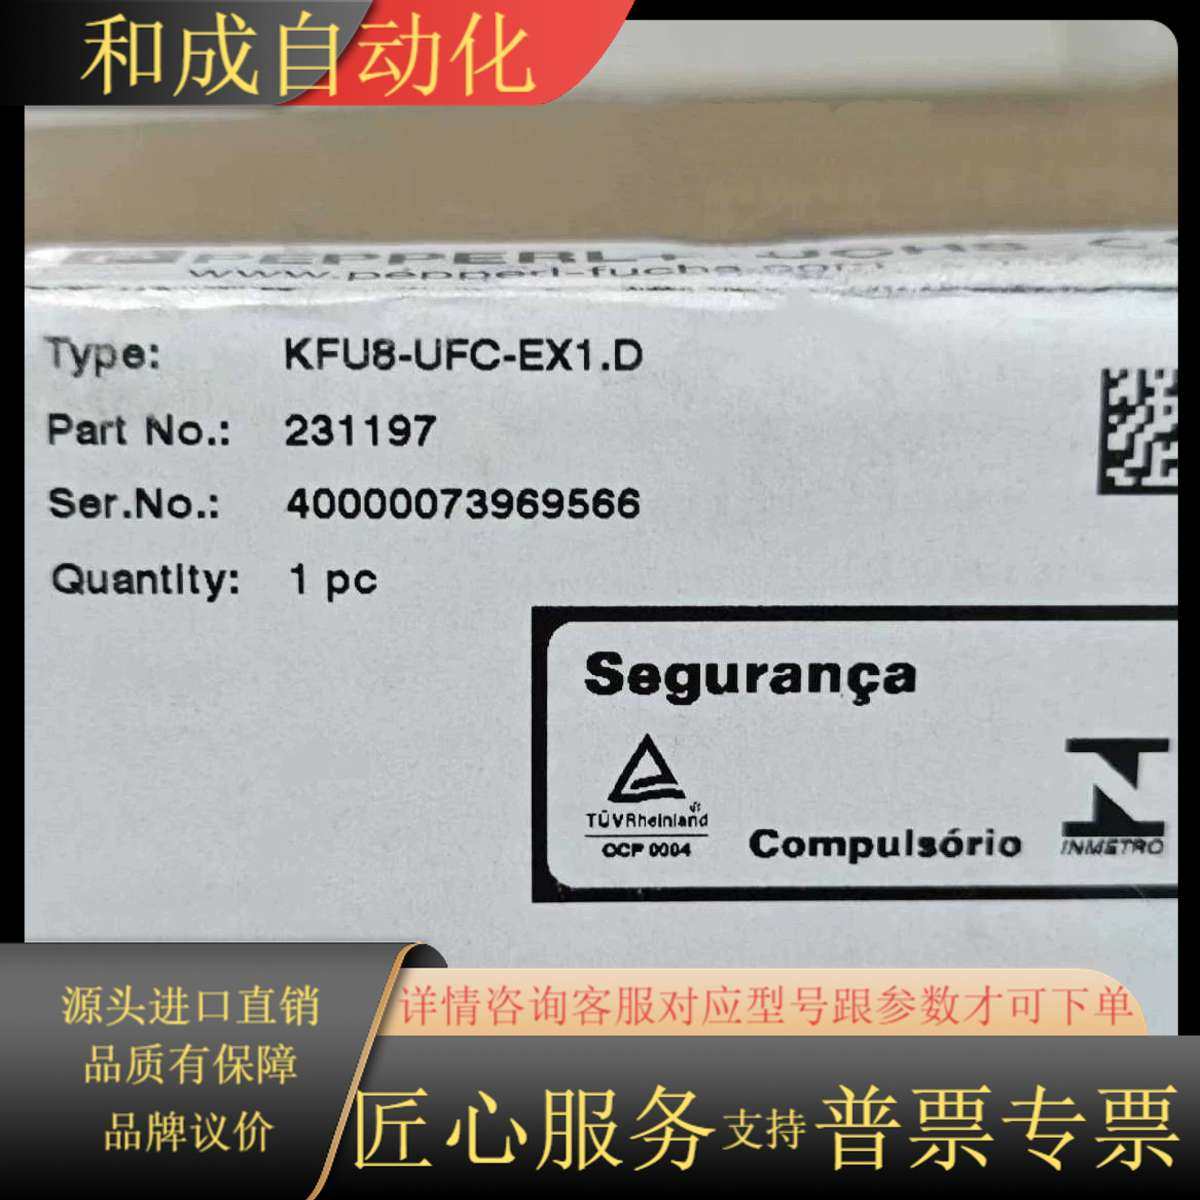 和成自动化
www.pepperl-fuchs.com
Type: KFU8-UFC-EX1.D
Part No.: 231197
Ser.No.: 40000073969566
Quantity: 1 pc
Segurança
TÜVRheinland
OCP 0004
Compulsório
INMETRO
源头进口直销
品质有保障
品牌议价
详情咨询客服对应型号跟参数才可下单
匠心服务支持普票专票